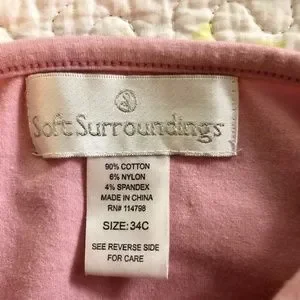 Soft Surroundings
90% COTTON
6% NYLON
4% SPANDEX
MADE IN CHINA
RN# 114798
SIZE: 34C
SEE REVERSE SIDE
FOR CARE